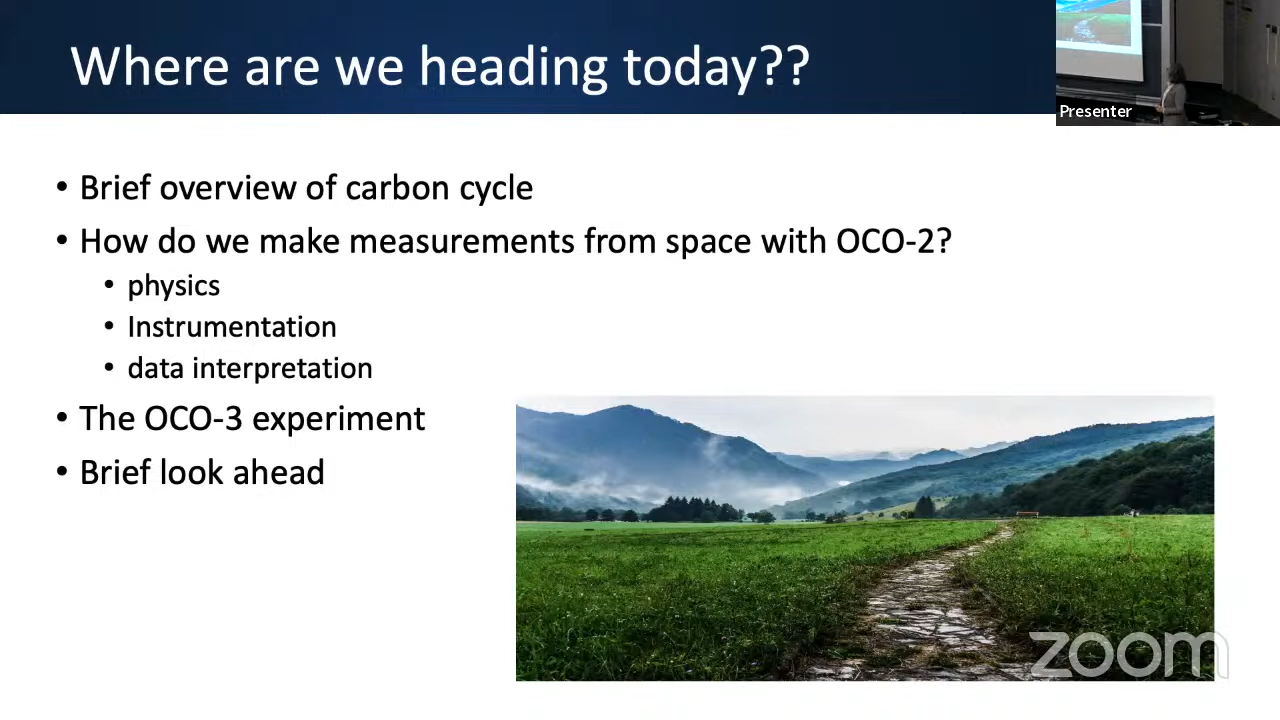 Where are we heading today??
Presenter
• Brief overview of carbon cycle
• How do we make measurements from space with OCO-2?
• physics
• Instrumentation
• data interpretation
• The OCO-3 experiment
• Brief look ahead
zoom